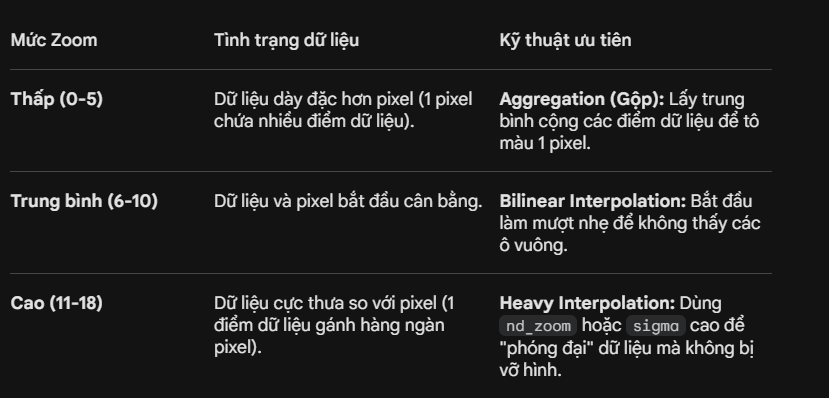 Mức Zoom
Tình trạng dữ liệu
Kỹ thuật ưu tiên
Thấp (0-5)
Dữ liệu dày đặc hơn pixel (1 pixel
chứa nhiều điểm dữ liệu).
Aggregation (Gộp): Lấy trung
bình cộng các điểm dữ liệu để tô
màu 1 pixel.
Trung bình (6-10)
Dữ liệu và pixel bắt đầu cân bằng.
Bilinear Interpolation: Bắt đầu
làm mượt nhẹ để không thấy các
ô vuông.
Cao (11-18)
Dữ liệu cực thưa so với pixel (1
điểm dữ liệu gánh hàng ngàn
pixel).
Heavy Interpolation: Dùng
nd_zoom hoặc sigma cao để
"phóng đại" dữ liệu mà không bị
vỡ hình.